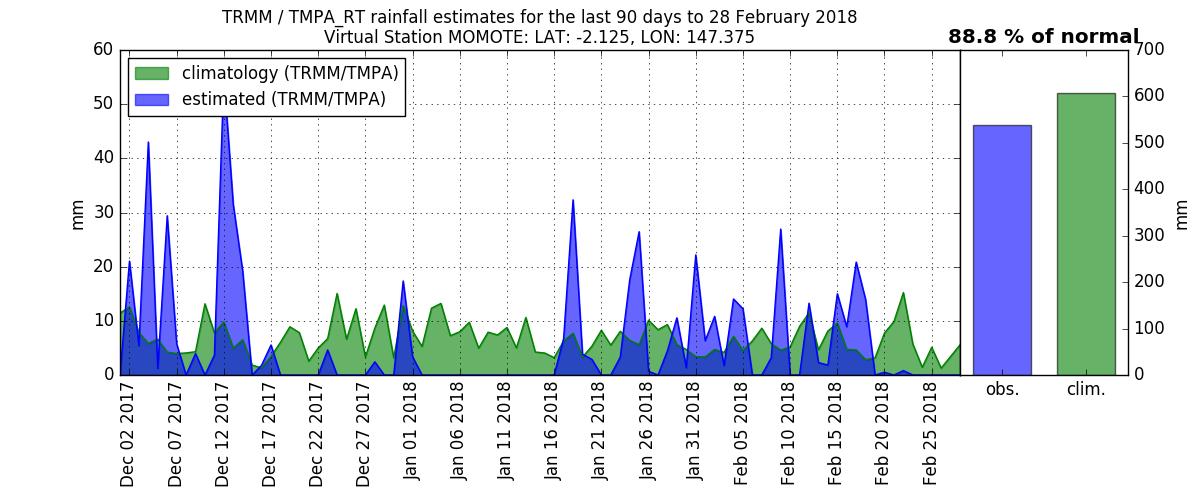 TRMM / TMPA_RT rainfall estimates for the last 90 days to 28 February 2018
Virtual Station MOMOTE: LAT: -2.125, LON: 147.375
88.8 % of normal
climatology (TRMM/TMPA)
estimated (TRMM/TMPA)
60
50
40
30
20
10
0
mm
Dec 02 2017
Dec 07 2017
Dec 12 2017
Dec 17 2017
Dec 22 2017
Dec 27 2017
Jan 01 2018
Jan 06 2018
Jan 11 2018
Jan 16 2018
Jan 21 2018
Jan 26 2018
Jan 31 2018
Feb 05 2018
Feb 10 2018
Feb 15 2018
Feb 20 2018
Feb 25 2018
obs.
clim.
700
600
500
400
300
200
100
0
mm